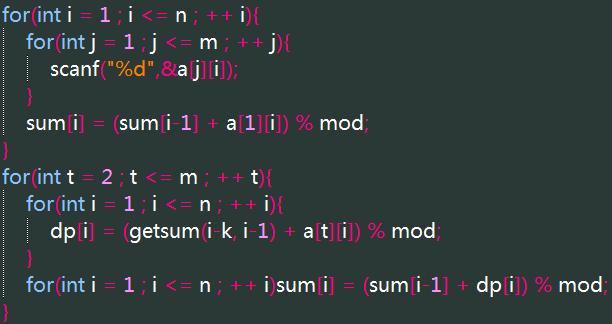 for(int i = 1 ; i <= n ; ++ i){
for(int j = 1 ; j <= m ; ++ j){
scanf("%d",&a[j][i]);
}
sum[i] = (sum[i-1] + a[1][i]) % mod;
}
for(int t = 2 ; t <= m ; ++ t){
for(int i = 1 ; i <= n ; ++ i){
dp[i] = (getsum(i-k, i-1) + a[t][i]) % mod;
}
for(int i = 1 ; i <= n ; ++ i)sum[i] = (sum[i-1] + dp[i]) % mod;
}